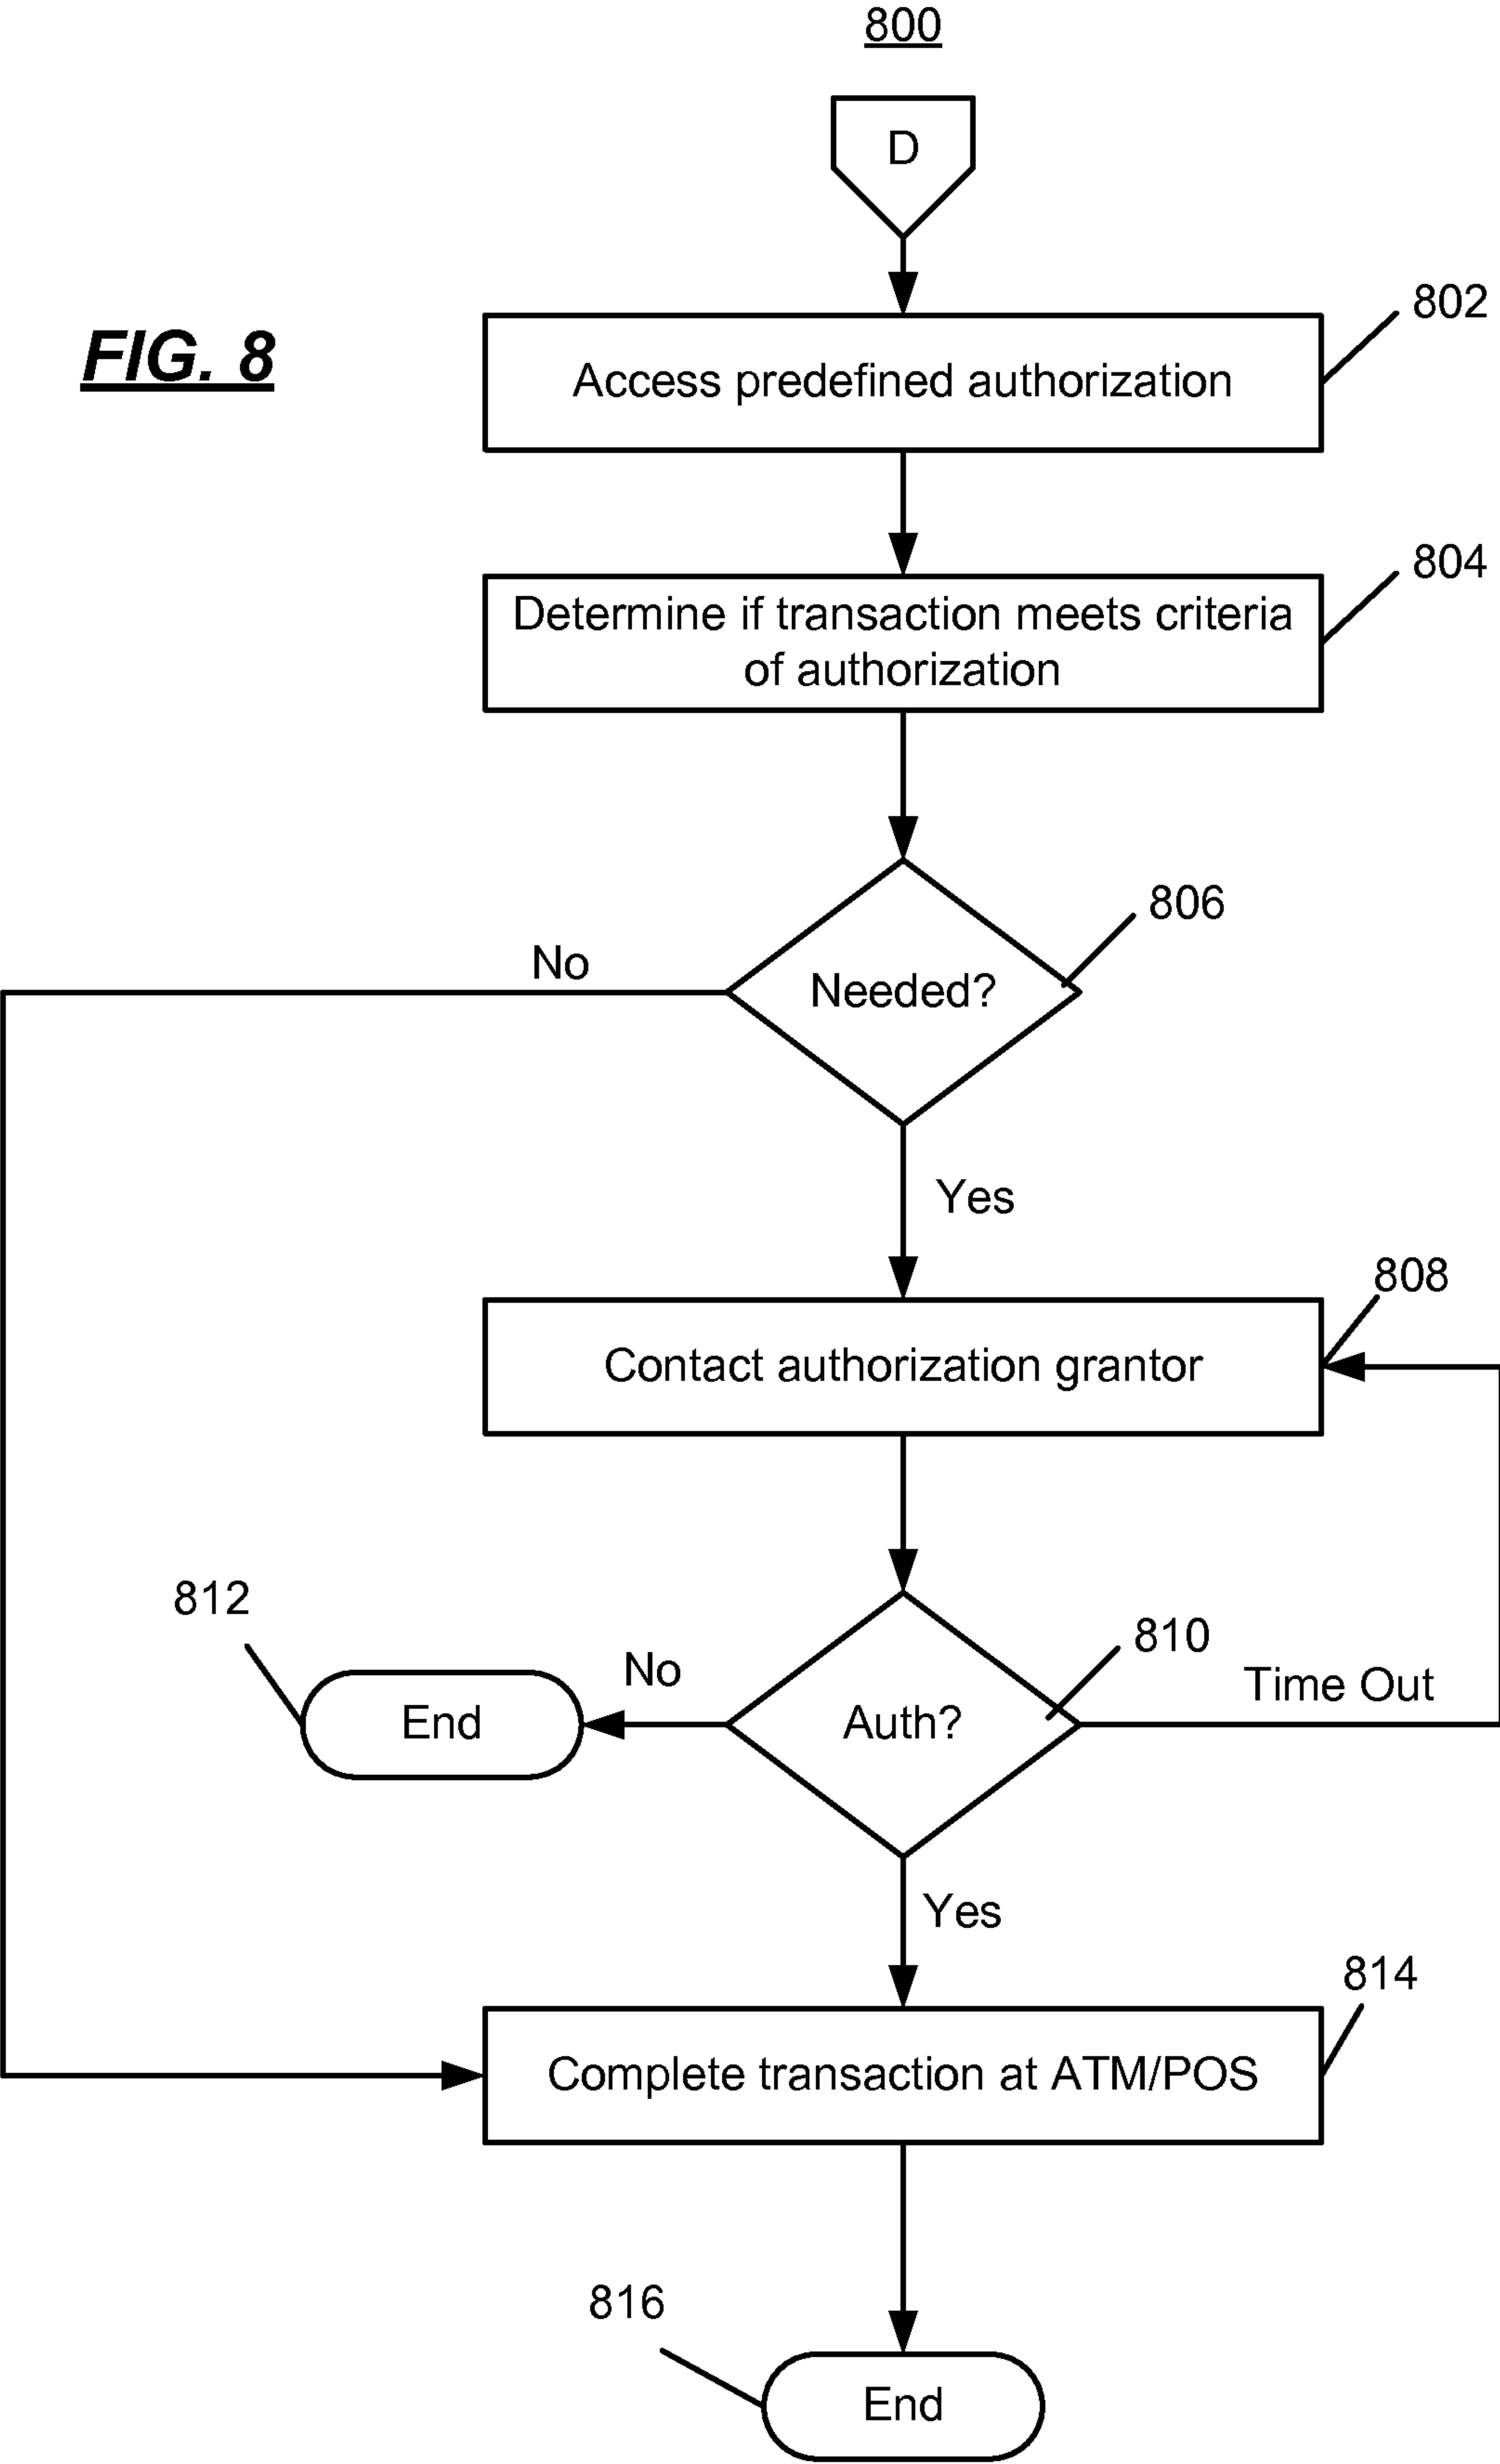 800
D
FIG. 8
802
Access predefined authorization
804
Determine if transaction meets criteria
of authorization
806
No
Needed?
Yes
808
Contact authorization grantor
812
810
No
Time Out
End
Auth?
Yes
814
Complete transaction at ATM/POS
816
End